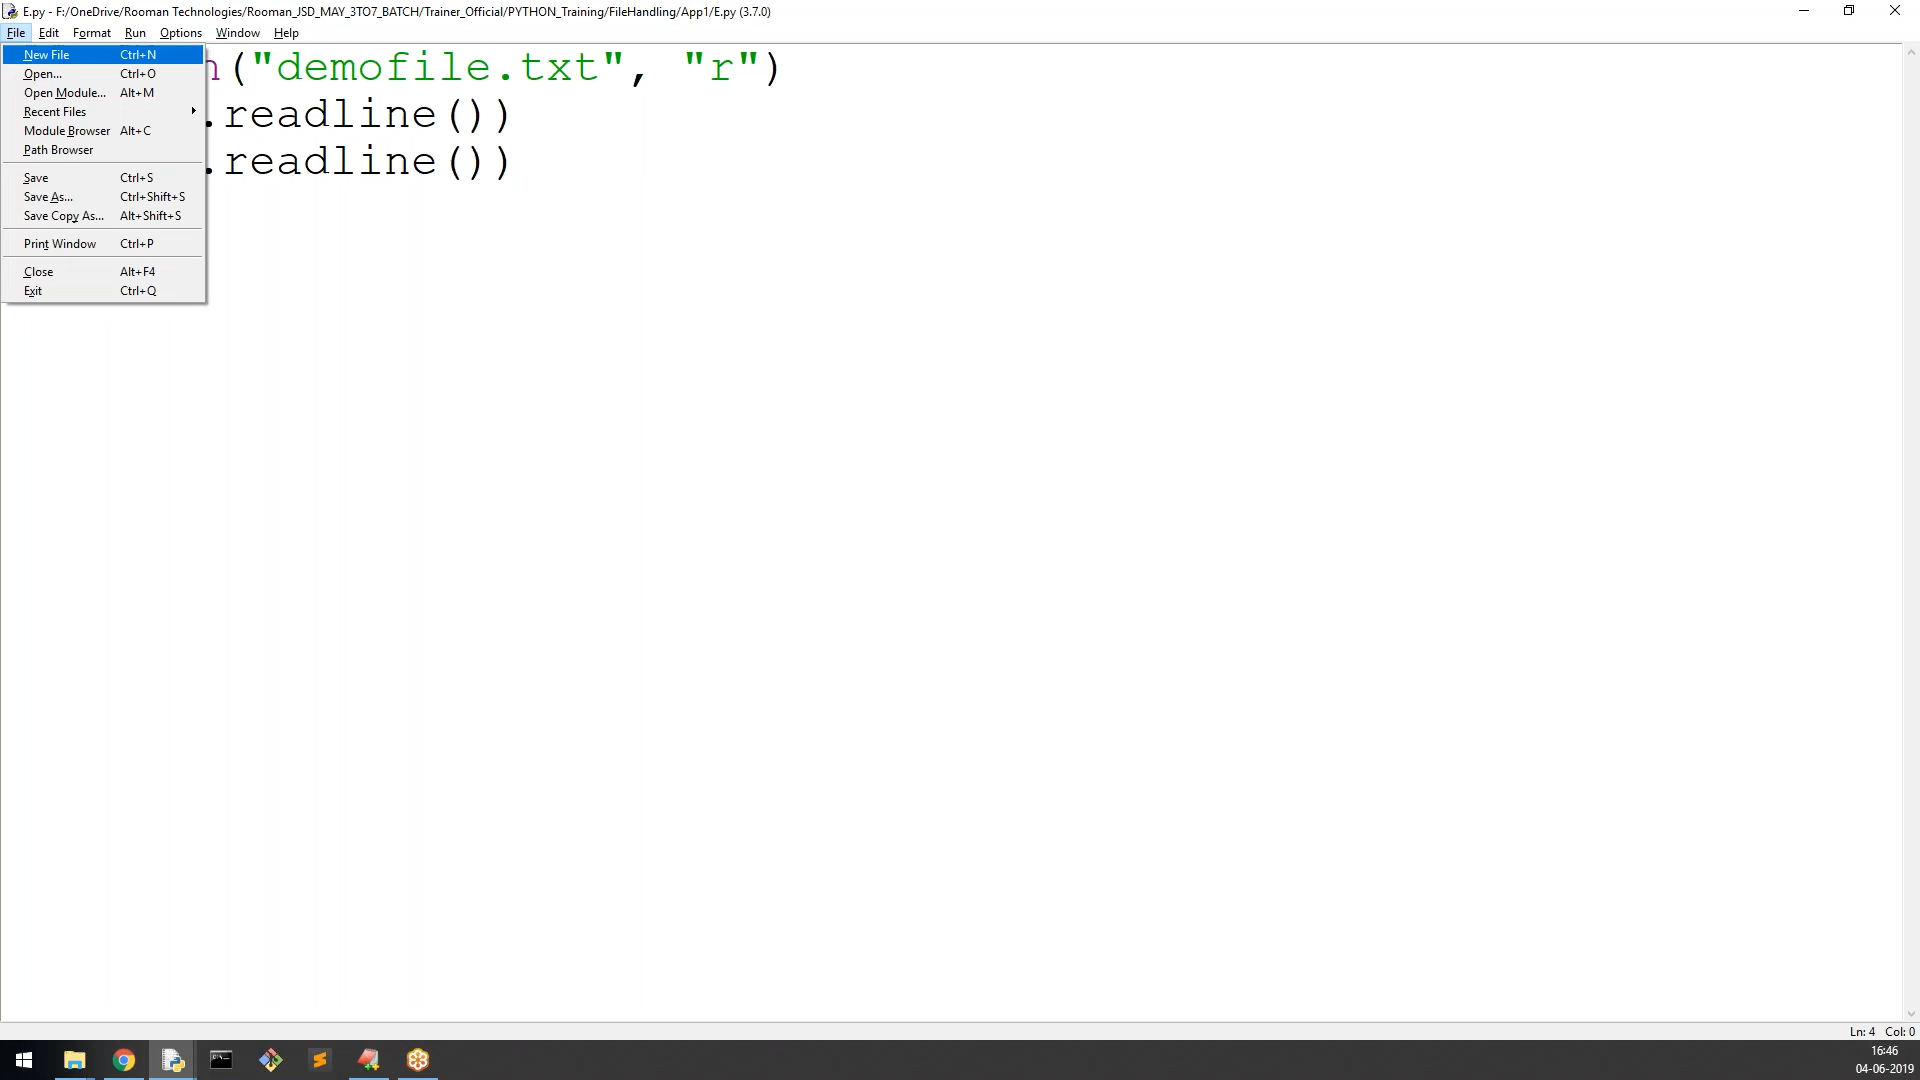 E.py - F:/OneDrive/Rooman Technologies/Rooman_JSD_MAY_3TO7_BATCH/Trainer_Official/PYTHON_Training/FileHandling/App1/E.py (3.7.0)
File Edit Format Run Options Window Help
New File Ctrl+N
Open... Ctrl+O
Open Module... Alt+M
Recent Files
Module Browser Alt+C
Path Browser
Save Ctrl+S
Save As... Ctrl+Shift+S
Save Copy As... Alt+Shift+S
Print Window Ctrl+P
Close Alt+F4
Exit Ctrl+Q
n("demofile.txt", "r")
.readline())
.readline())
Ln: 4 Col: 0
16:46
04-06-2019